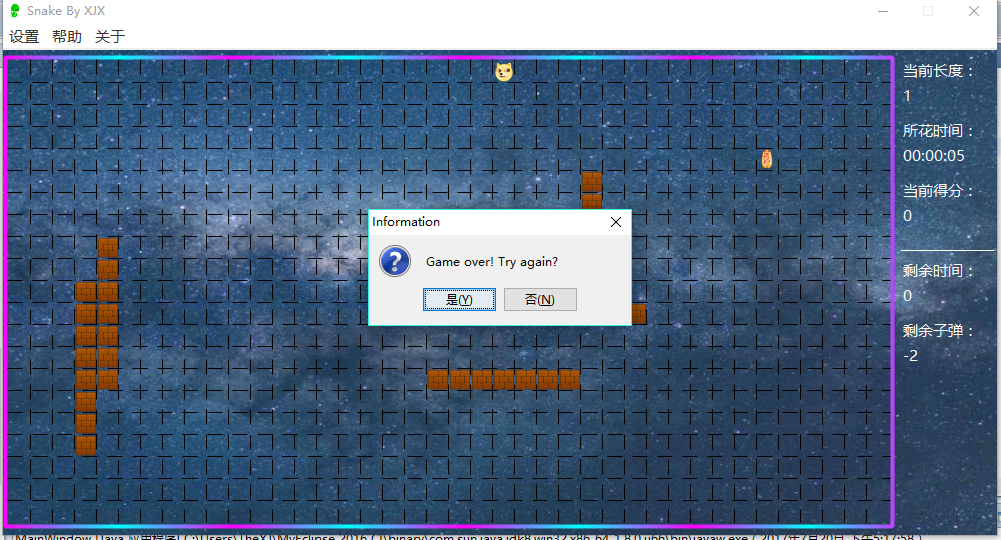 Snake By XJX
设置 帮助 关于
当前长度：
1
所花时间：
00:00:05
当前得分：
0
Information
Game over! Try again?
是(Y) 否(N)
剩余时间：
0
剩余子弹：
-2